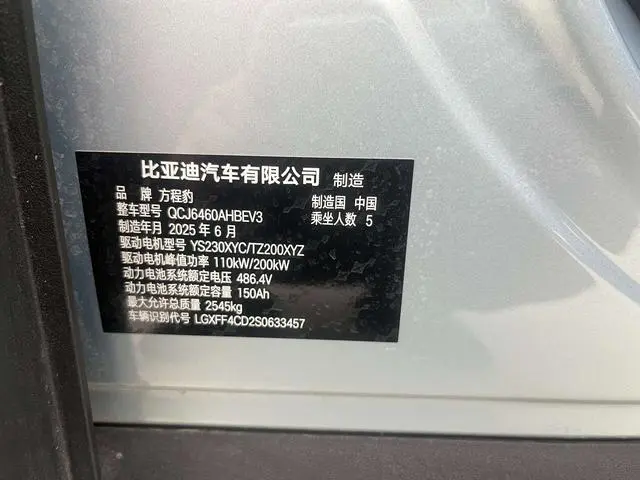 比亚迪汽车有限公司 制造
品 牌 方程豹 制造国 中国
整车型号 QCJ6460AHBEV3 乘坐人数 5
制造年月 2025 年 6 月
驱动电机型号 YS230XYC/TZ200XYZ
驱动电机峰值功率 110kW/200kW
动力电池系统额定电压 486.4V
动力电池系统额定容量 150Ah
最大允许总质量 2545kg
车辆识别代号 LGXFF4CD2S0633457